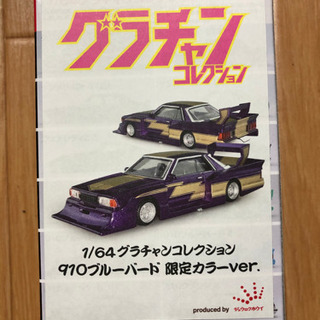 グラチャン
コレクション
1/64 グラチャンコレクション
910ブルーバード 限定カラーver.
produced by